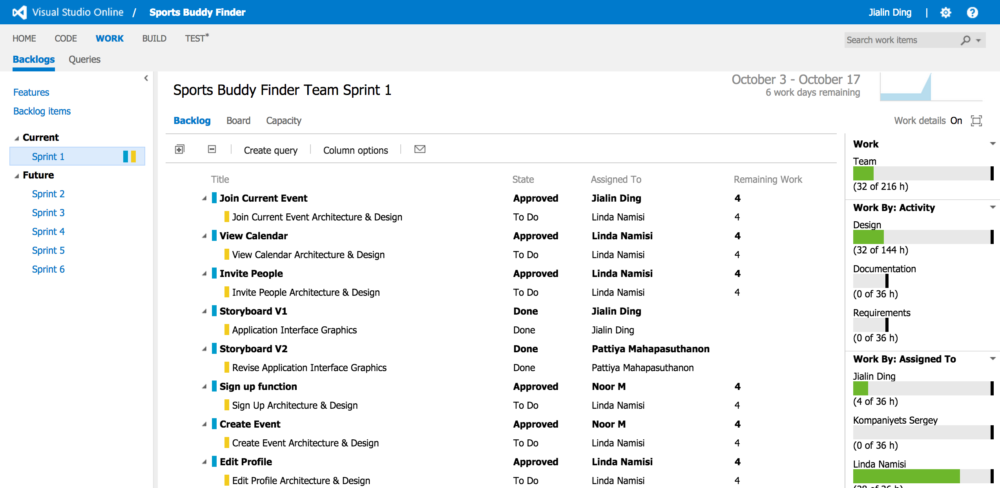 Visual Studio Online / Sports Buddy Finder
Jialin Ding |
HOME CODE WORK BUILD TEST*
Search work items
Backlogs Queries
Features
Backlog items
Current
Sprint 1
Future
Sprint 2
Sprint 3
Sprint 4
Sprint 5
Sprint 6
Sports Buddy Finder Team Sprint 1
October 3 - October 17
6 work days remaining
Backlog Board Capacity
Work details On
Create query Column options
Title State Assigned To Remaining Work
Join Current Event Approved Jialin Ding 4
Join Current Event Architecture & Design To Do Linda Namisi 4
View Calendar Approved Linda Namisi 4
View Calendar Architecture & Design To Do Linda Namisi 4
Invite People Approved Linda Namisi 4
Invite People Architecture & Design To Do Linda Namisi 4
Storyboard V1 Done Jialin Ding
Application Interface Graphics Done Jialin Ding
Storyboard V2 Done Pattiya Mahapasuthanon
Revise Application Interface Graphics Done Pattiya Mahapasuthanon
Sign up function Approved Noor M 4
Sign Up Architecture & Design To Do Linda Namisi 4
Create Event Approved Noor M 4
Create Event Architecture & Design To Do Linda Namisi 4
Edit Profile Approved Linda Namisi 4
Edit Profile Architecture & Design To Do Linda Namisi 4
Work
Team
(32 of 216 h)
Work By: Activity
Design
(32 of 144 h)
Documentation
(0 of 36 h)
Requirements
(0 of 36 h)
Work By: Assigned To
Jialin Ding
(4 of 36 h)
Kompaniyets Sergey
(0 of 36 h)
Linda Namisi